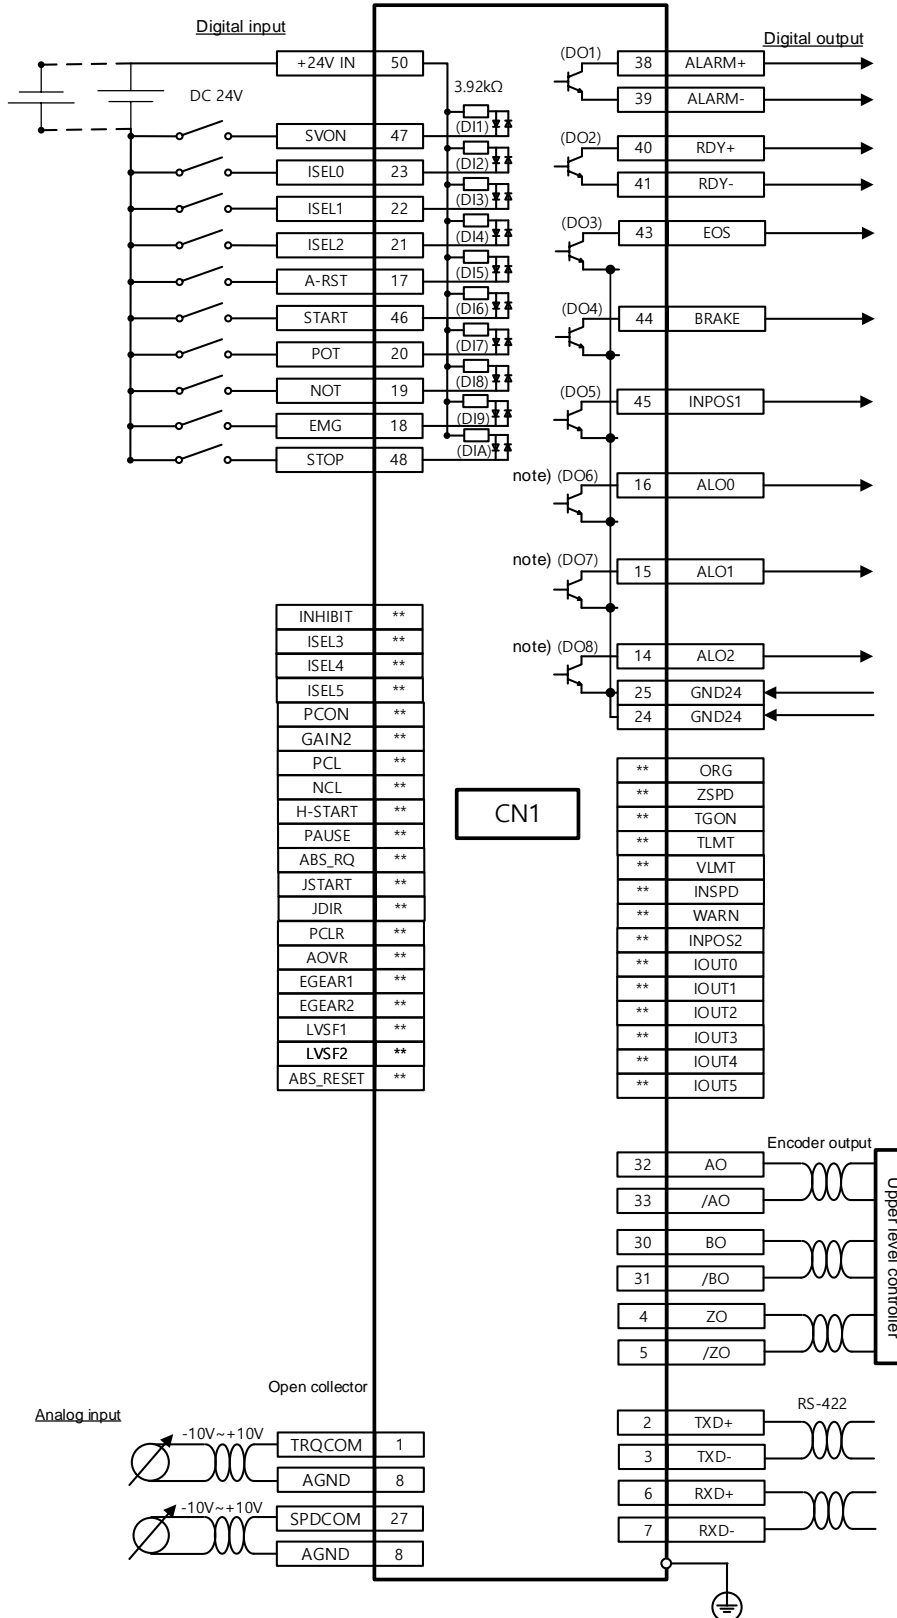 Digital input
+24V IN 50
DC 24V
3.92kΩ
SVON 47 (DI1)
ISEL0 23 (DI2)
ISEL1 22 (DI3)
ISEL2 21 (DI4)
A-RST 17 (DI5)
START 46 (DI6)
POT 20 (DI7)
NOT 19 (DI8)
EMG 18 (DI9)
STOP 48 (DIA)
INHIBIT **
ISEL3 **
ISEL4 **
ISEL5 **
PCON **
GAIN2 **
PCL **
NCL **
H-START **
PAUSE **
ABS_RQ **
JSTART **
JDIR **
PCLR **
AOVR **
EGEAR1 **
EGEAR2 **
LVSF1 **
LVSF2 **
ABS_RESET **
Open collector
Analog input
-10V~+10V
TRQCOM 1
AGND 8
-10V~+10V
SPDCOM 27
AGND 8
CN1
Digital output
(DO1) 38 ALARM+
39 ALARM-
(DO2) 40 RDY+
41 RDY-
(DO3) 43 EOS
(DO4) 44 BRAKE
(DO5) 45 INPOS1
note) (DO6) 16 ALO0
note) (DO7) 15 ALO1
note) (DO8) 14 ALO2
25 GND24
24 GND24
** ORG
** ZSPD
** TGON
** TLMT
** VLMT
** INSPD
** WARN
** INPOS2
** IOUT0
** IOUT1
** IOUT2
** IOUT3
** IOUT4
** IOUT5
Encoder output
32 AO
33 /AO
30 BO
31 /BO
4 ZO
5 /ZO
Upper level controller
RS-422
2 TXD+
3 TXD-
6 RXD+
7 RXD-